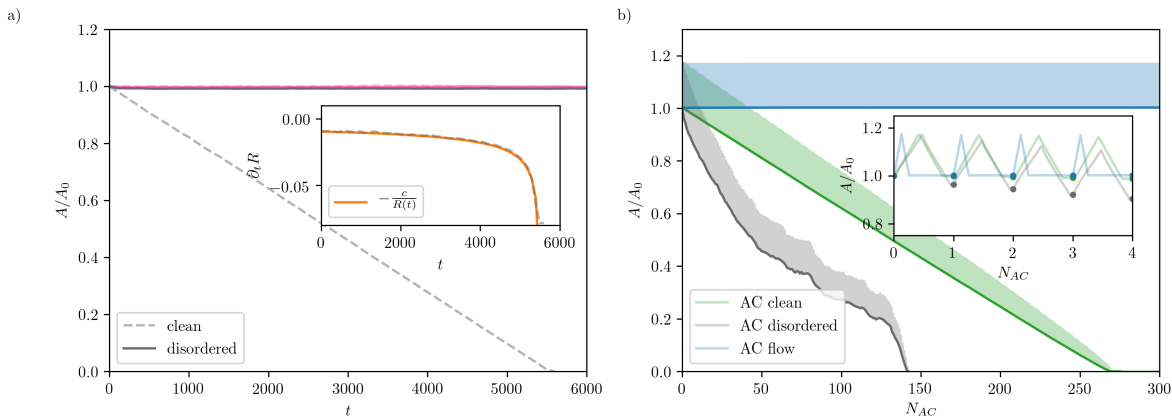 a)
1.2
1.0
0.8
0.6
0.4
0.2
0.0
A/A₀
0
1000
2000
3000
4000
5000
6000
t
clean
disordered
0.00
−0.05
∂ₜR
−c/R(t)
0
2000
4000
6000
t
b)
1.2
1.0
0.8
0.6
0.4
0.2
0.0
A/A₀
0
50
100
150
200
250
300
N_AC
AC clean
AC disordered
AC flow
1.2
1.0
0.8
A/A₀
0
1
2
3
4
N_AC